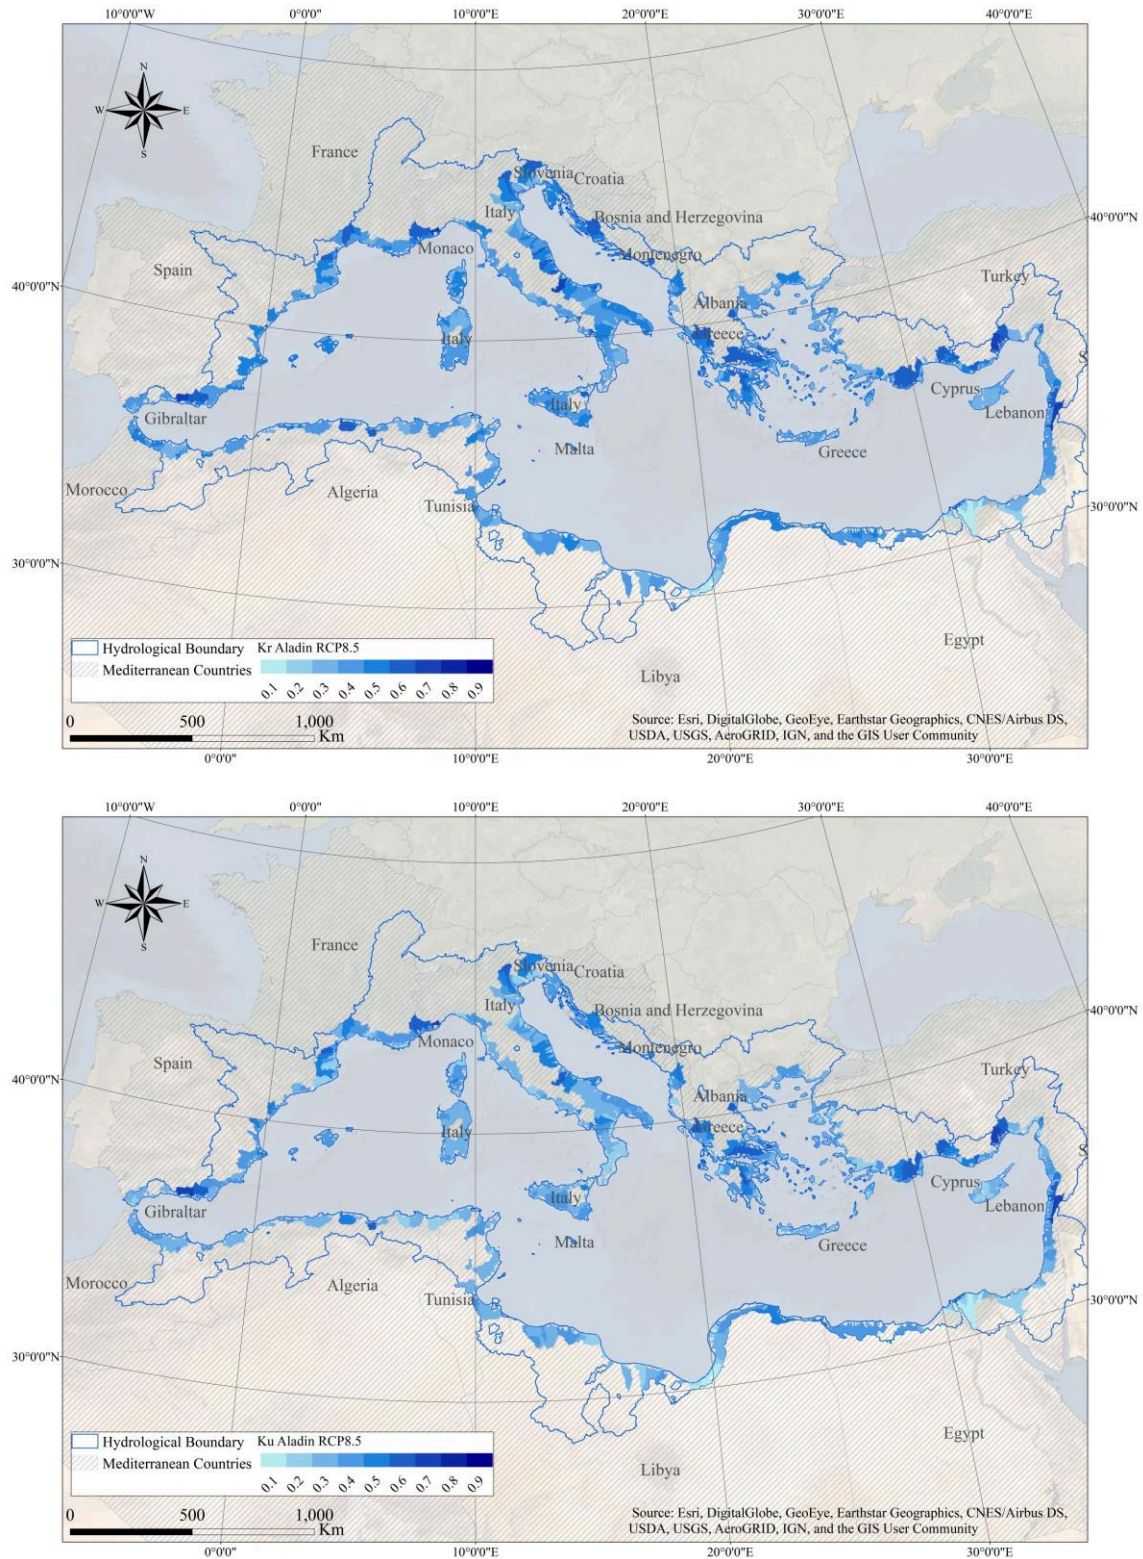 10°0'0"W 0°0'0" 10°0'0"E 20°0'0"E 30°0'0"E 40°0'0"E
N
W E
S
France
Slovenia Croatia
Italy
Bosnia and Herzegovina
Monaco
Montenegro
40°0'0"N
Spain
Turkey
40°0'0"N
Albania
Greece
S
Italy
Cyprus
Italy
Lebanon
Gibraltar
Malta
Greece
Morocco
Algeria
Tunisia
30°0'0"N
30°0'0"N
Egypt
Libya
Hydrological Boundary Kr Aladin RCP8.5
Mediterranean Countries
0.1 0.2 0.3 0.4 0.5 0.6 0.7 0.8 0.9
0 500 1,000
Km
Source: Esri, DigitalGlobe, GeoEye, Earthstar Geographics, CNES/Airbus DS,
USDA, USGS, AeroGRID, IGN, and the GIS User Community
0°0'0" 10°0'0"E 20°0'0"E 30°0'0"E
10°0'0"W 0°0'0" 10°0'0"E 20°0'0"E 30°0'0"E 40°0'0"E
N
W E
S
France
Slovenia Croatia
Italy
Bosnia and Herzegovina
Monaco
Montenegro
40°0'0"N
Spain
Turkey
40°0'0"N
Albania
Greece
S
Italy
Cyprus
Italy
Lebanon
Gibraltar
Malta
Greece
Morocco
Algeria
Tunisia
30°0'0"N
30°0'0"N
Egypt
Libya
Hydrological Boundary Ku Aladin RCP8.5
Mediterranean Countries
0.1 0.2 0.3 0.4 0.5 0.6 0.7 0.8 0.9
0 500 1,000
Km
Source: Esri, DigitalGlobe, GeoEye, Earthstar Geographics, CNES/Airbus DS,
USDA, USGS, AeroGRID, IGN, and the GIS User Community
0°0'0" 10°0'0"E 20°0'0"E 30°0'0"E